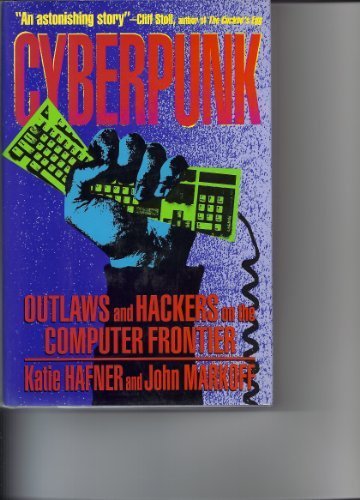 "An astonishing story"–Cliff Stoll, author of The Cuckoo's Egg
CYBERPUNK
OUTLAWS and HACKERS on the
COMPUTER FRONTIER
Katie HAFNER and John MARKOFF